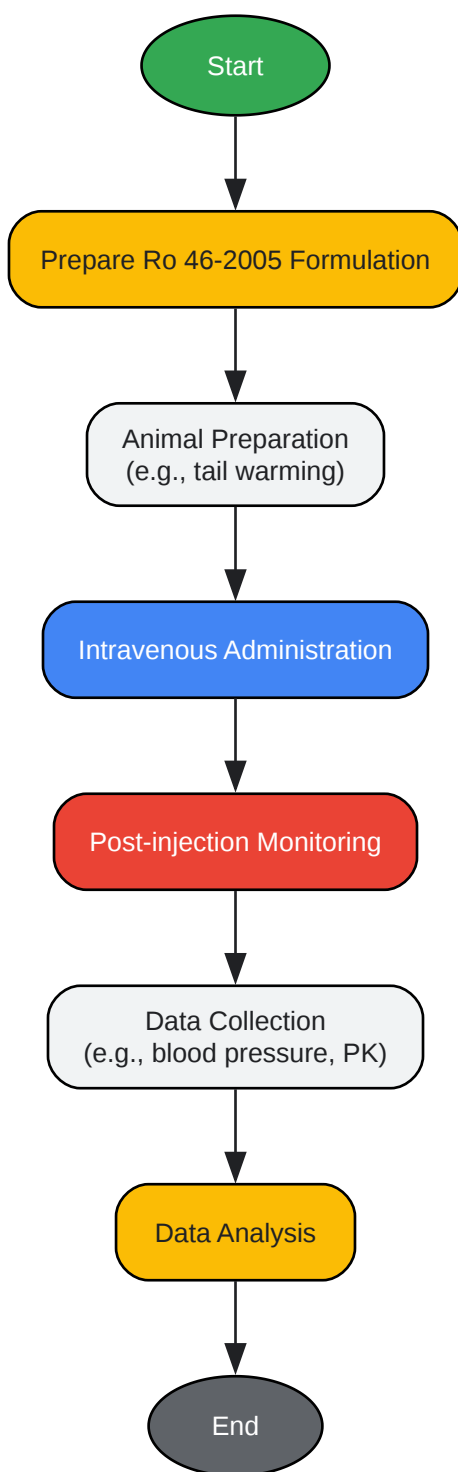 Start
Prepare Ro 46-2005 Formulation
Animal Preparation
(e.g., tail warming)
Intravenous Administration
Post-injection Monitoring
Data Collection
(e.g., blood pressure, PK)
Data Analysis
End